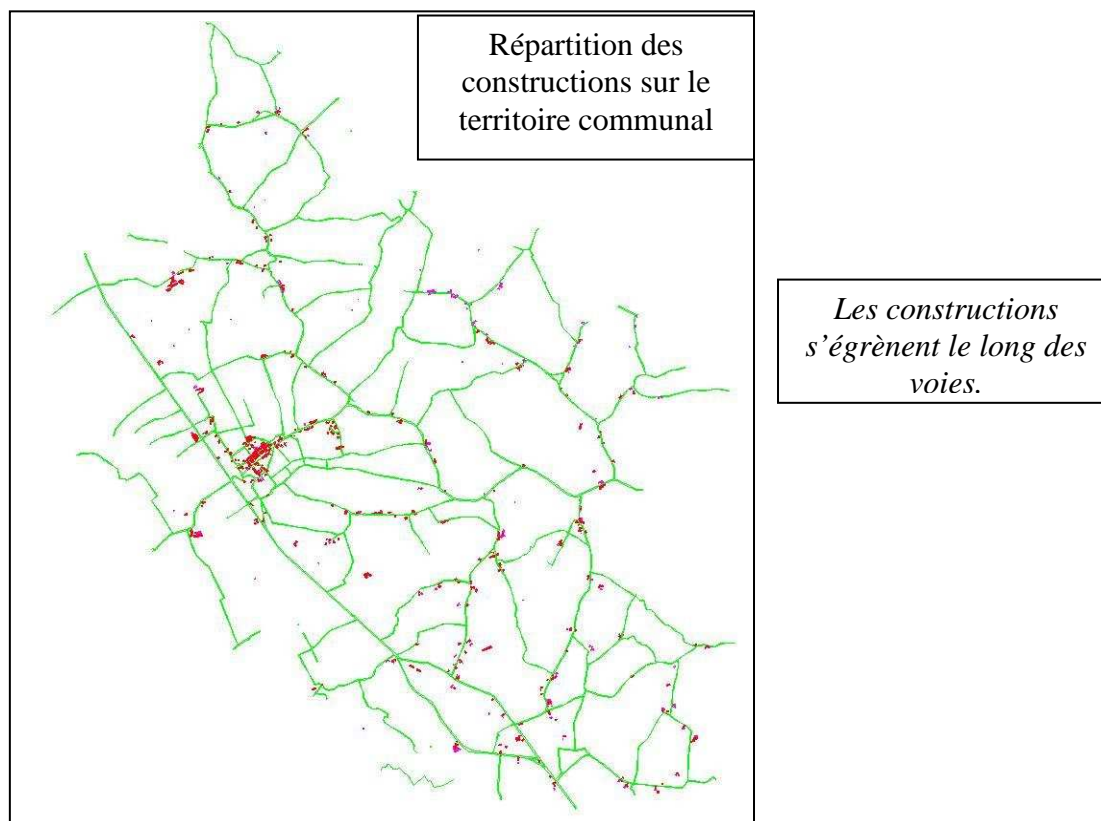 Répartition des
constructions sur le
territoire communal
Les constructions
s’égrènent le long des
voies.